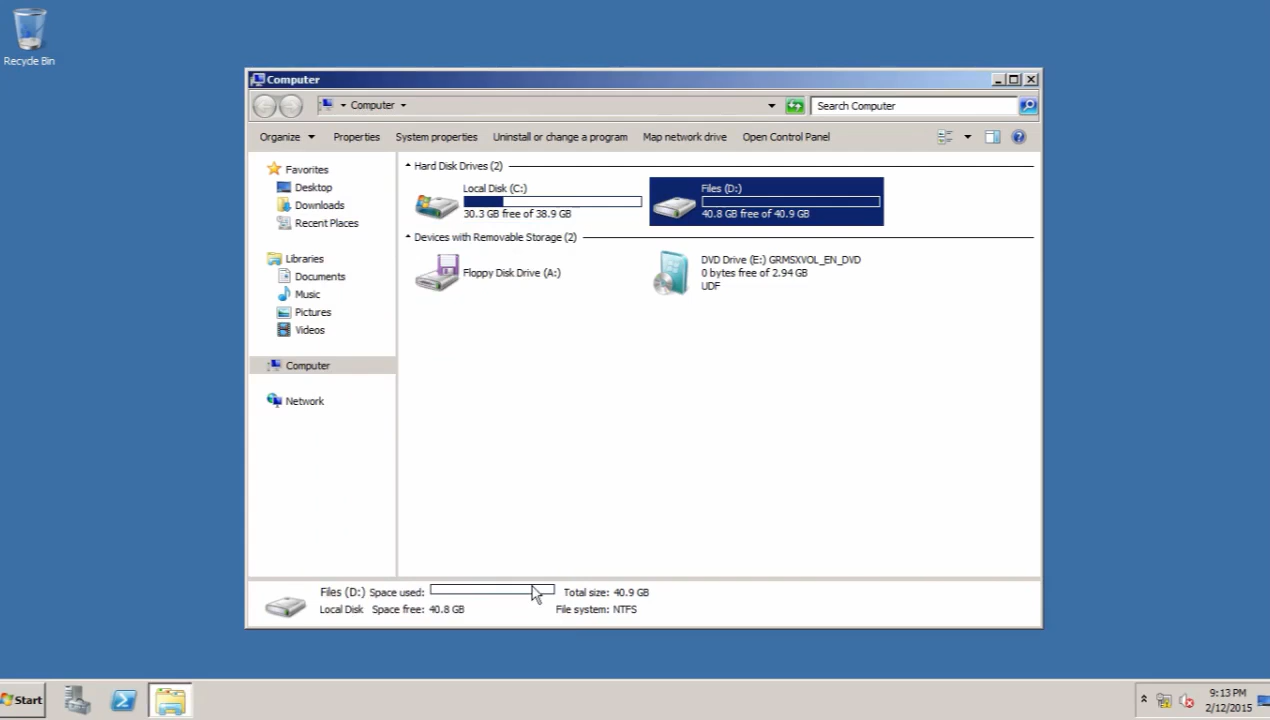 Recycle Bin
Computer
Computer
Search Computer
Organize
Properties
System properties
Uninstall or change a program
Map network drive
Open Control Panel
Favorites
Desktop
Downloads
Recent Places
Libraries
Documents
Music
Pictures
Videos
Computer
Network
Hard Disk Drives (2)
Local Disk (C:)
30.3 GB free of 38.9 GB
Files (D:)
40.8 GB free of 40.9 GB
Devices with Removable Storage (2)
Floppy Disk Drive (A:)
DVD Drive (E:) GRMSXVOL_EN_DVD
0 bytes free of 2.94 GB
UDF
Files (D:) Space used: Total size: 40.9 GB
Local Disk Space free: 40.8 GB File system: NTFS
Start
9:13 PM
2/12/2015